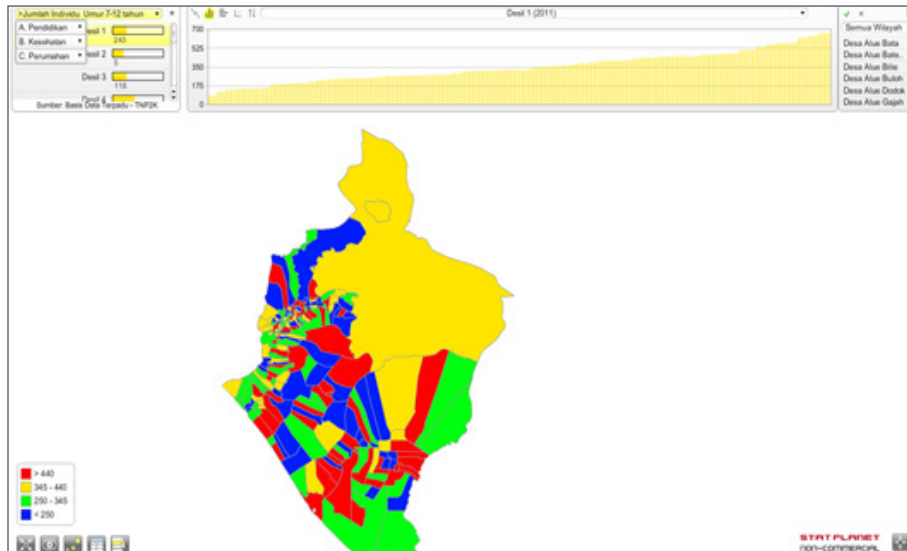 >Jumlah Individu Umur 7-12 tahun
A. Pendidikan
B. Kesehatan
C. Perumahan
Desil 1
243
Desil 2
5
Desil 3
118
Desil 4
Sumber: Basis Data Terpadu - TNP2K
Desil 1 (2011)
700
525
350
175
0
Semua Wilayah
Desa Alue Bata
Desa Alue Bate..
Desa Alue Bilie
Desa Alue Buloh
Desa Alue Dodok
Desa Alue Gajah
> 440
345 - 440
250 - 345
< 250
STAT PLANET
NON-COMMERCIAL